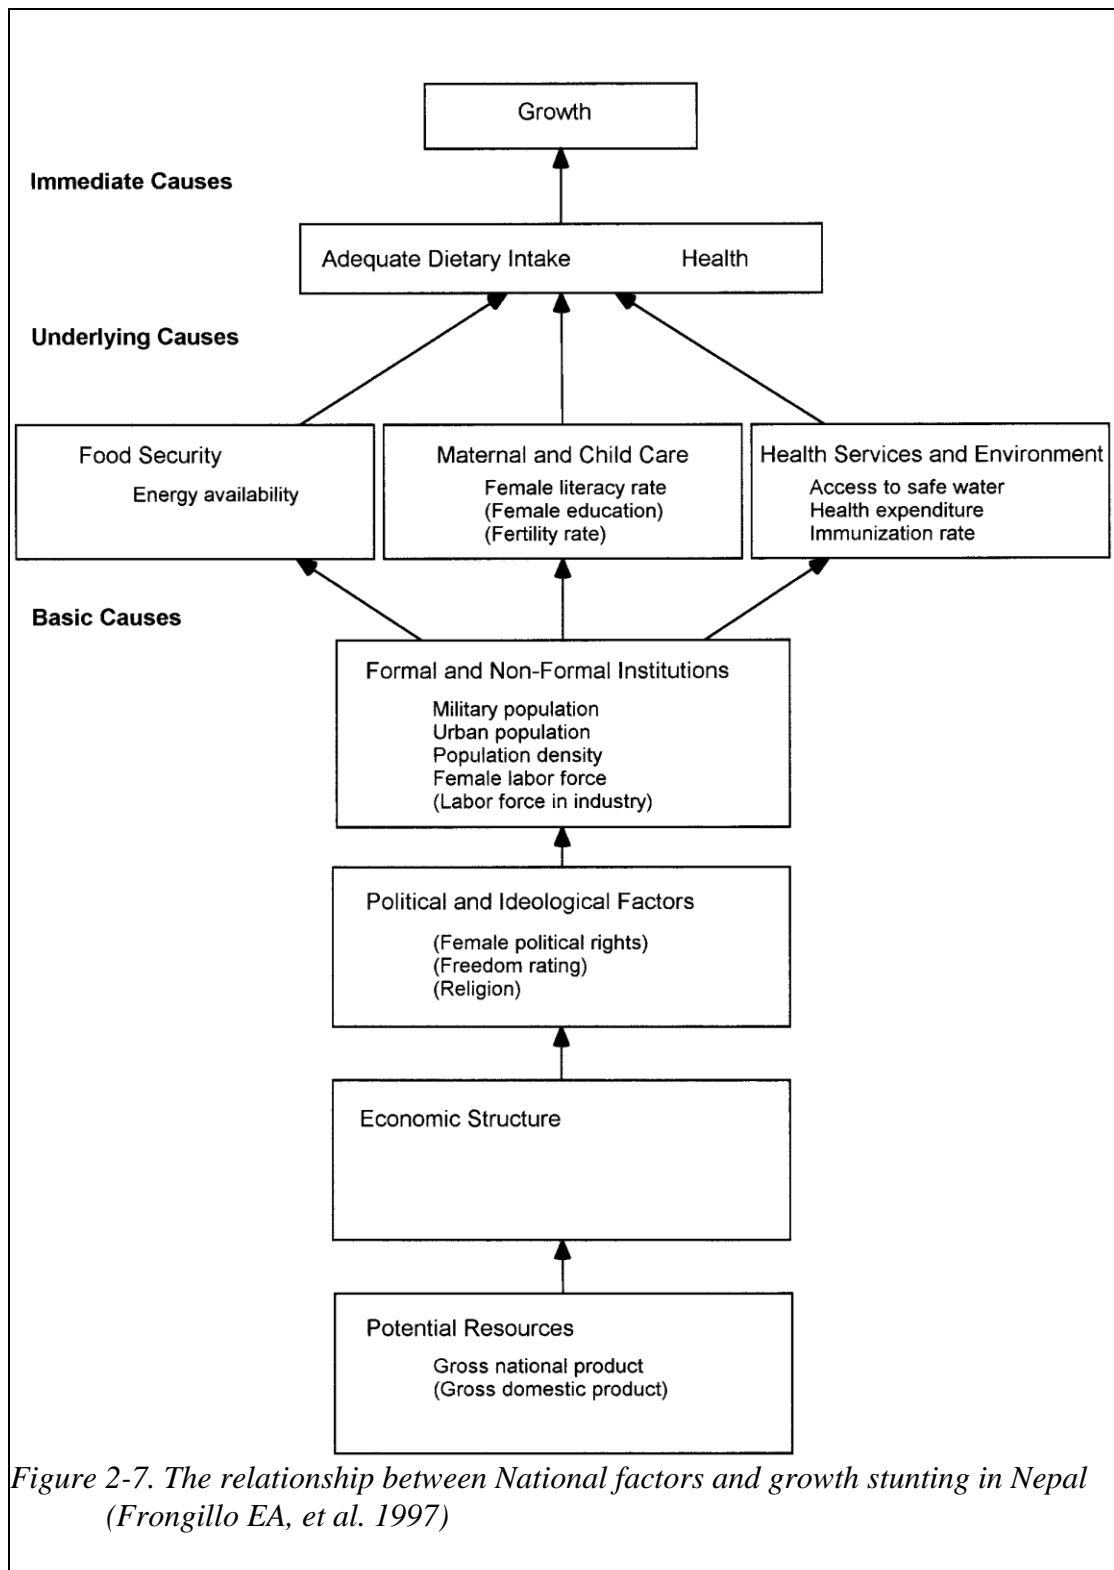 Growth
Immediate Causes
Adequate Dietary Intake Health
Underlying Causes
Food Security
Energy availability
Maternal and Child Care
Female literacy rate
(Female education)
(Fertility rate)
Health Services and Environment
Access to safe water
Health expenditure
Immunization rate
Basic Causes
Formal and Non-Formal Institutions
Military population
Urban population
Population density
Female labor force
(Labor force in industry)
Political and Ideological Factors
(Female political rights)
(Freedom rating)
(Religion)
Economic Structure
Potential Resources
Gross national product
(Gross domestic product)
Figure 2-7. The relationship between National factors and growth stunting in Nepal
(Frongillo EA, et al. 1997)